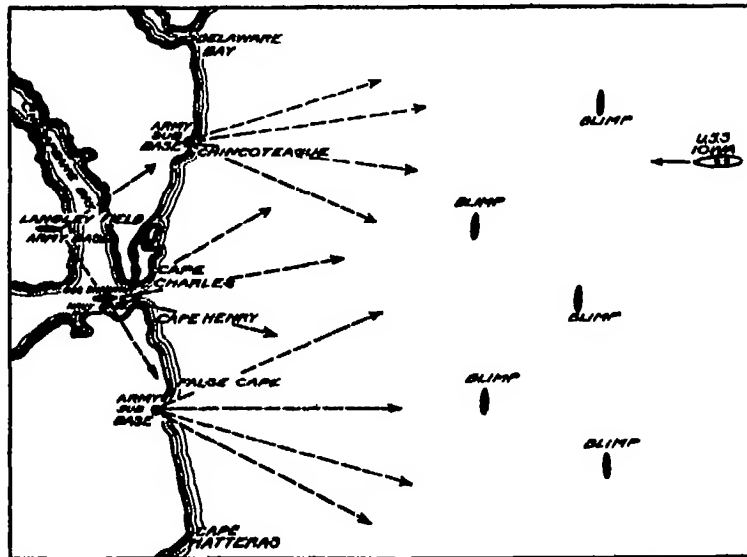 DELAWARE
BAY
BLIMP
U.S.S
IOWA
ARMY
SUB
BASE
CHINCOTEAGUE
BLIMP
LANGLEY FIELD
ARMY BASE
CAPE
CHARLES
BLIMP
CAPE HENRY
FALSE CAPE
ARMY
SUB
BASE
BLIMP
BLIMP
CAPE
HATTERAS